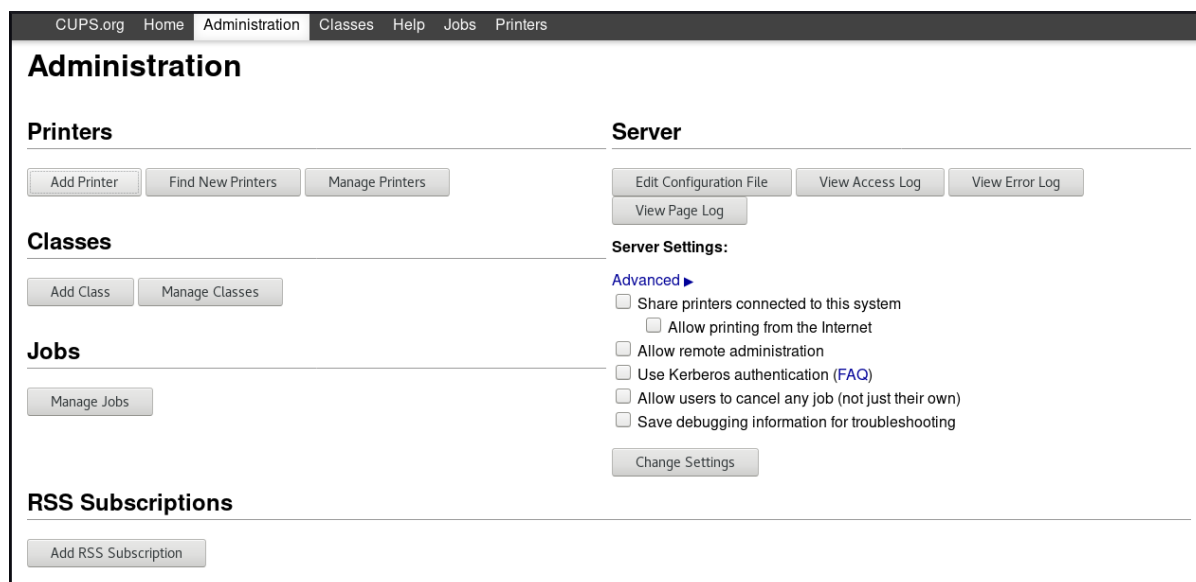 CUPS.org Home Administration Classes Help Jobs Printers
Administration
Printers
Add Printer Find New Printers Manage Printers
Classes
Add Class Manage Classes
Jobs
Manage Jobs
Server
Edit Configuration File View Access Log View Error Log
View Page Log
Server Settings:
Advanced ▶
Share printers connected to this system
Allow printing from the Internet
Allow remote administration
Use Kerberos authentication (FAQ)
Allow users to cancel any job (not just their own)
Save debugging information for troubleshooting
Change Settings
RSS Subscriptions
Add RSS Subscription